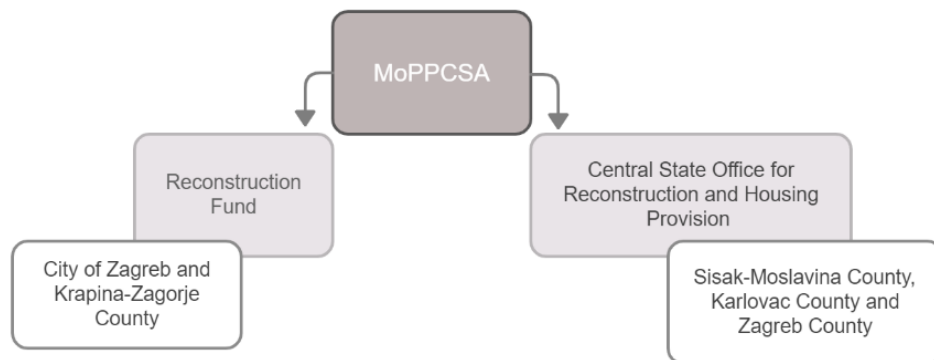 MoPPCSA
Reconstruction
Fund
Central State Office for
Reconstruction and Housing
Provision
City of Zagreb and
Krapina-Zagorje
County
Sisak-Moslavina County,
Karlovac County and
Zagreb County